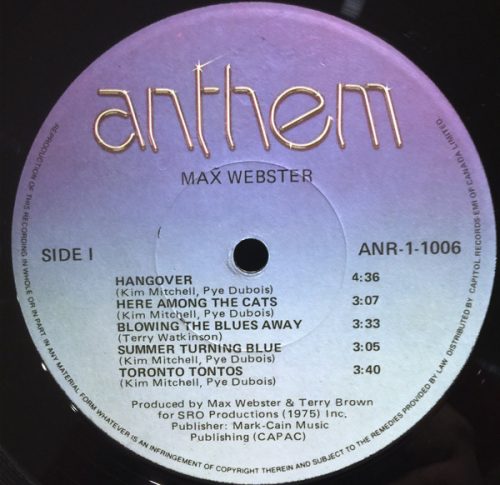 anthem
MAX WEBSTER
SIDE I
ANR-1-1006
HANGOVER 4:36
(Kim Mitchell, Pye Dubois)
HERE AMONG THE CATS 3:07
(Kim Mitchell, Pye Dubois)
BLOWING THE BLUES AWAY 3:33
(Terry Watkinson)
SUMMER TURNING BLUE 3:05
(Kim Mitchell, Pye Dubois)
TORONTO TONTOS 3:40
(Kim Mitchell, Pye Dubois)
Produced by Max Webster & Terry Brown
for SRO Productions (1975) Inc.
Publisher: Mark-Cain Music
Publishing (CAPAC)
REPRODUCTION OF THIS RECORDING IN WHOLE OR IN PART IN ANY MATERIAL FORM WHATEVER IS AN INFRINGEMENT OF COPYRIGHT THEREIN AND SUBJECT TO THE REMEDIES PROVIDED BY LAW DISTRIBUTED BY CAPITOL RECORDS EMI OF CANADA LIMITED